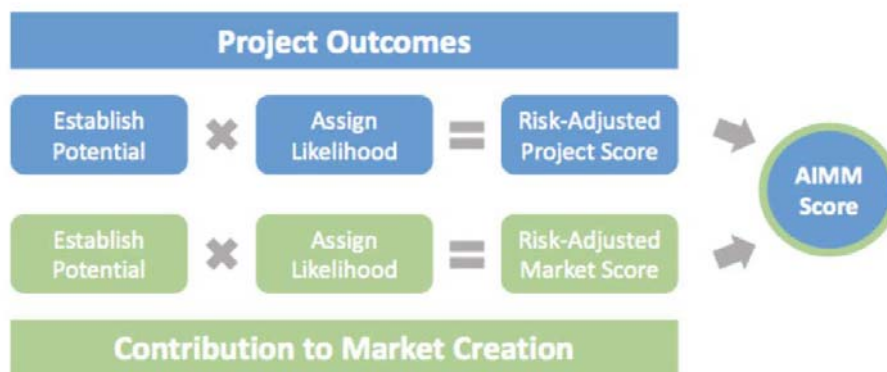 Project Outcomes
Establish
Potential
Assign
Likelihood
Risk-Adjusted
Project Score
Establish
Potential
Assign
Likelihood
Risk-Adjusted
Market Score
AIMM
Score
Contribution to Market Creation